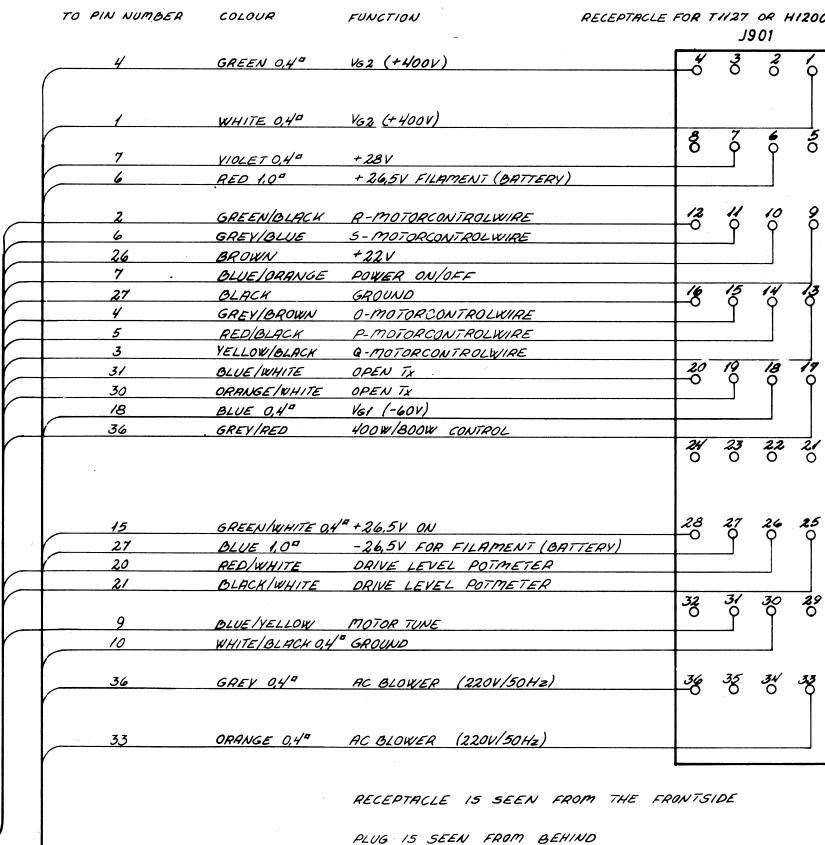 TO PIN NUMBER COLOUR FUNCTION RECEPTACLE FOR T1127 OR H1200
J901
4 GREEN 0,4¤ VG2 (+400V) 4 3 2 1
1 WHITE 0,4¤ VG2 (+400V)
8 7 6 5
7 VIOLET 0,4¤ +28V
6 RED 1,0¤ +26,5V FILAMENT (BATTERY)
2 GREEN/BLACK R-MOTORCONTROLWIRE 12 11 10 9
6 GREY/BLUE S-MOTORCONTROLWIRE
26 BROWN +22V
7 BLUE/ORANGE POWER ON/OFF
27 BLACK GROUND 16 15 14 13
4 GREY/BROWN O-MOTORCONTROLWIRE
5 RED/BLACK P-MOTORCONTROLWIRE
3 YELLOW/BLACK Q-MOTORCONTROLWIRE
31 BLUE/WHITE OPEN Tx 20 19 18 17
30 ORANGE/WHITE OPEN Tx
18 BLUE 0,4¤ VG1 (-60V)
36 GREY/RED 400W/800W CONTROL
24 23 22 21
15 GREEN/WHITE 0,4¤ +26,5V ON 28 27 26 25
27 BLUE 1,0¤ -26,5V FOR FILAMENT (BATTERY)
20 RED/WHITE DRIVE LEVEL POTMETER
21 BLACK/WHITE DRIVE LEVEL POTMETER
32 31 30 29
9 BLUE/YELLOW MOTOR TUNE
10 WHITE/BLACK 0,4¤ GROUND
36 GREY 0,4¤ AC BLOWER (220V/50Hz) 36 35 34 33
33 ORANGE 0,4¤ AC BLOWER (220V/50Hz)
RECEPTACLE IS SEEN FROM THE FRONTSIDE
PLUG IS SEEN FROM BEHIND